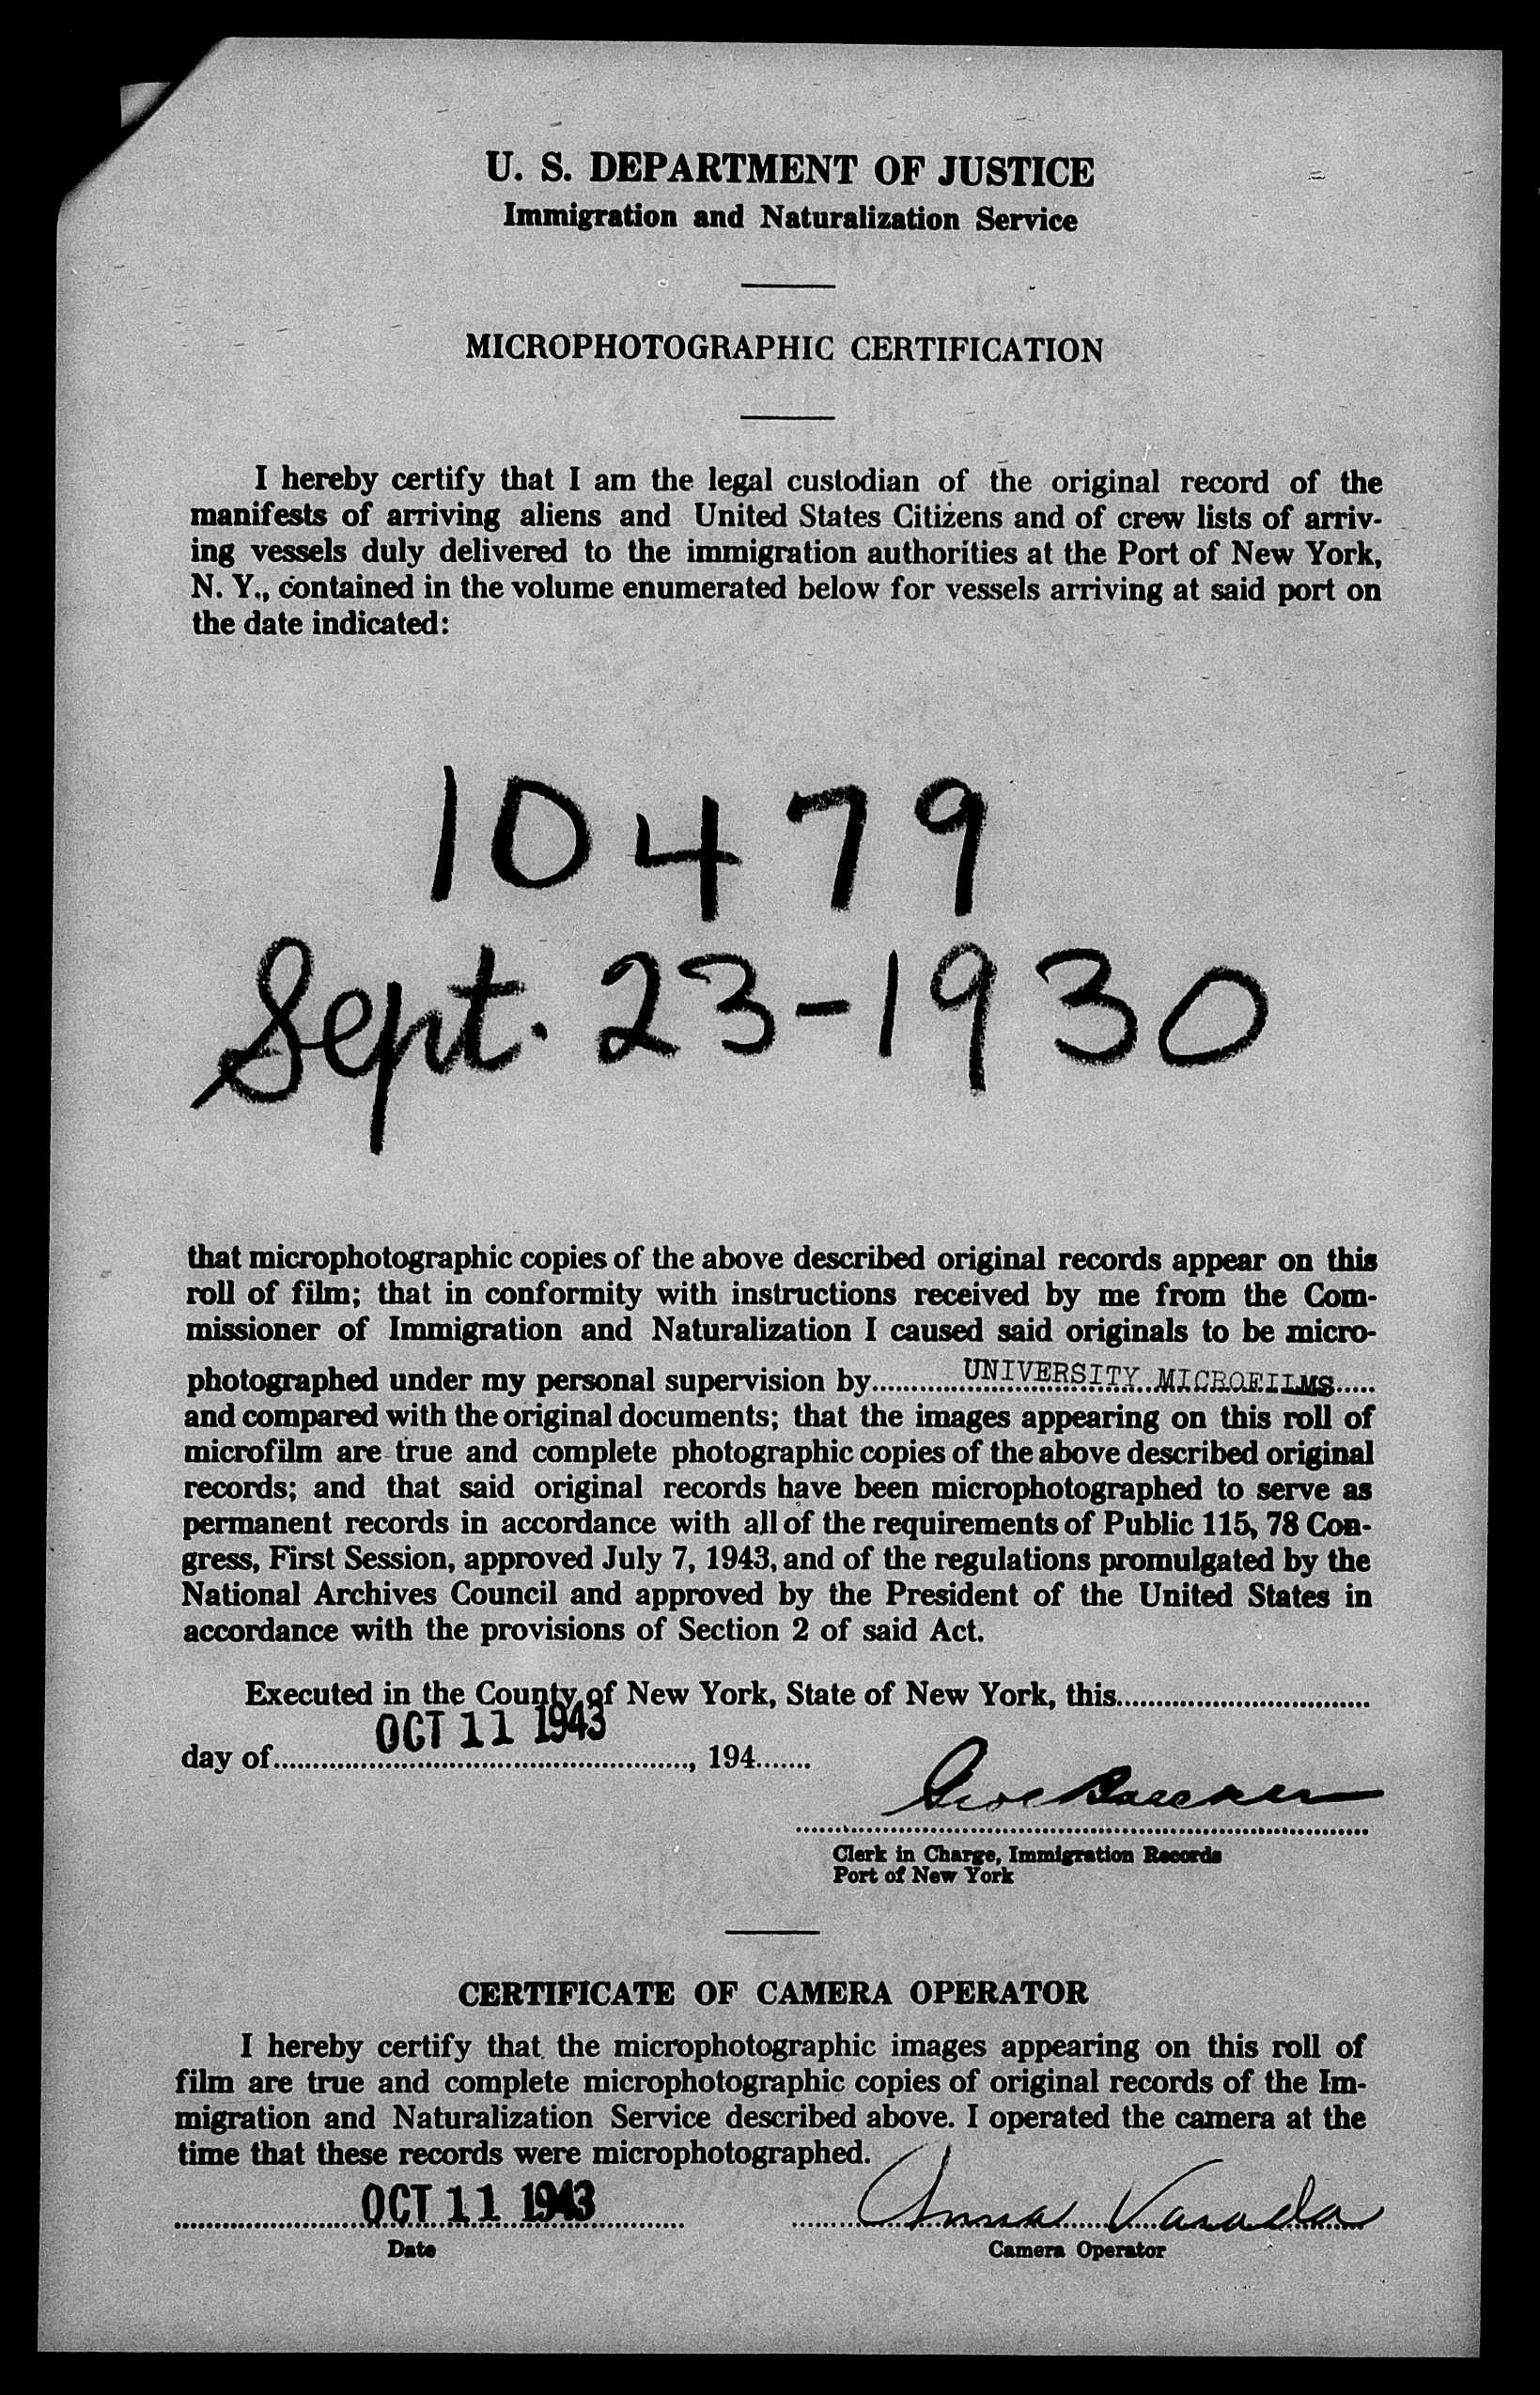 U. S. DEPARTMENT OF JUSTICE
Immigration and Naturalization Service
MICROPHOTOGRAPHIC CERTIFICATION
I hereby certify that I am the legal custodian of the original record of the
manifests of arriving aliens and United States Citizens and of crew lists of arriv-
ing vessels duly delivered to the immigration authorities at the Port of New York,
N. Y., contained in the volume enumerated below for vessels arriving at said port on
the date indicated:
10479
Sept. 23-1930
that microphotographic copies of the above described original records appear on this
roll of film; that in conformity with instructions received by me from the Com-
missioner of Immigration and Naturalization I caused said originals to be micro-
photographed under my personal supervision by UNIVERSITY MICROFILMS
and compared with the original documents; that the images appearing on this roll of
microfilm are true and complete photographic copies of the above described original
records; and that said original records have been microphotographed to serve as
permanent records in accordance with all of the requirements of Public 115, 78 Con-
gress, First Session, approved July 7, 1943, and of the regulations promulgated by the
National Archives Council and approved by the President of the United States in
accordance with the provisions of Section 2 of said Act.
Executed in the County of New York, State of New York, this
OCT 11 1943
day of , 194
Clerk in Charge, Immigration Records
Port of New York
CERTIFICATE OF CAMERA OPERATOR
I hereby certify that the microphotographic images appearing on this roll of
film are true and complete microphotographic copies of original records of the Im-
migration and Naturalization Service described above. I operated the camera at the
time that these records were microphotographed.
OCT 11 1943 Anna
Date Camera Operator